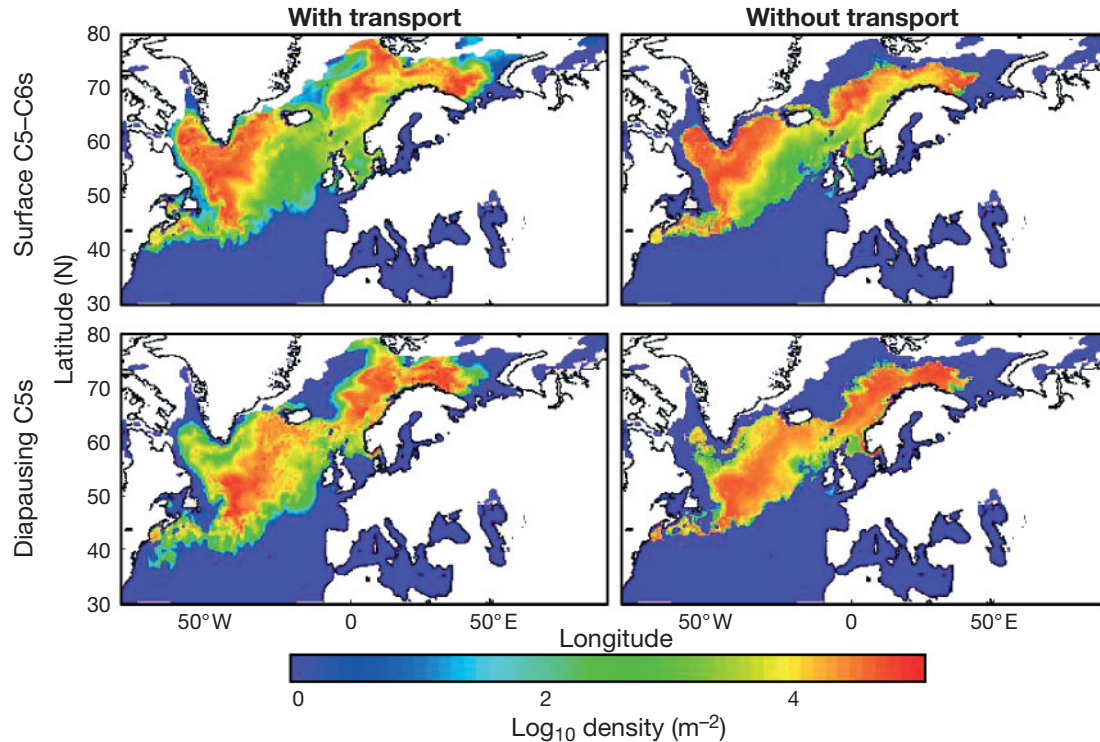 With transport
Without transport
Surface C5–C6s
Diapausing C5s
Latitude (N)
80
70
60
50
40
30
80
70
60
50
40
30
50°W
0
50°E
50°W
0
50°E
Longitude
0
2
4
Log₁₀ density (m⁻²)